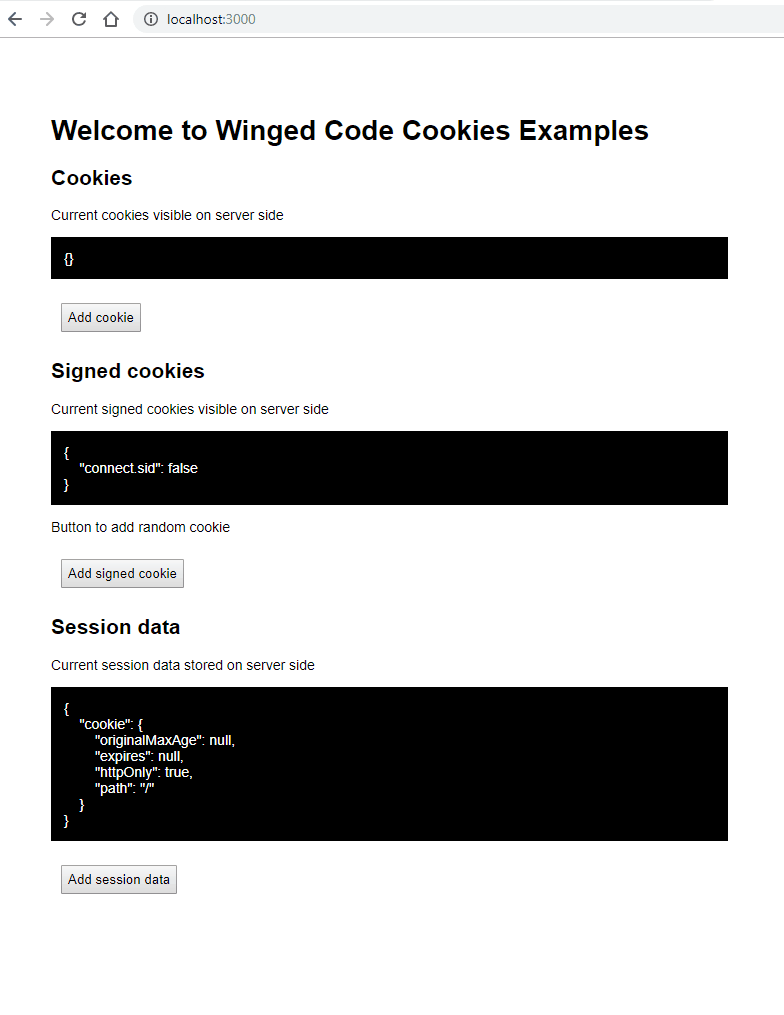 localhost:3000
Welcome to Winged Code Cookies Examples
Cookies
Current cookies visible on server side
{}
Add cookie
Signed cookies
Current signed cookies visible on server side
{
    "connect.sid": false
}
Button to add random cookie
Add signed cookie
Session data
Current session data stored on server side
{
    "cookie": {
        "originalMaxAge": null,
        "expires": null,
        "httpOnly": true,
        "path": "/"
    }
}
Add session data